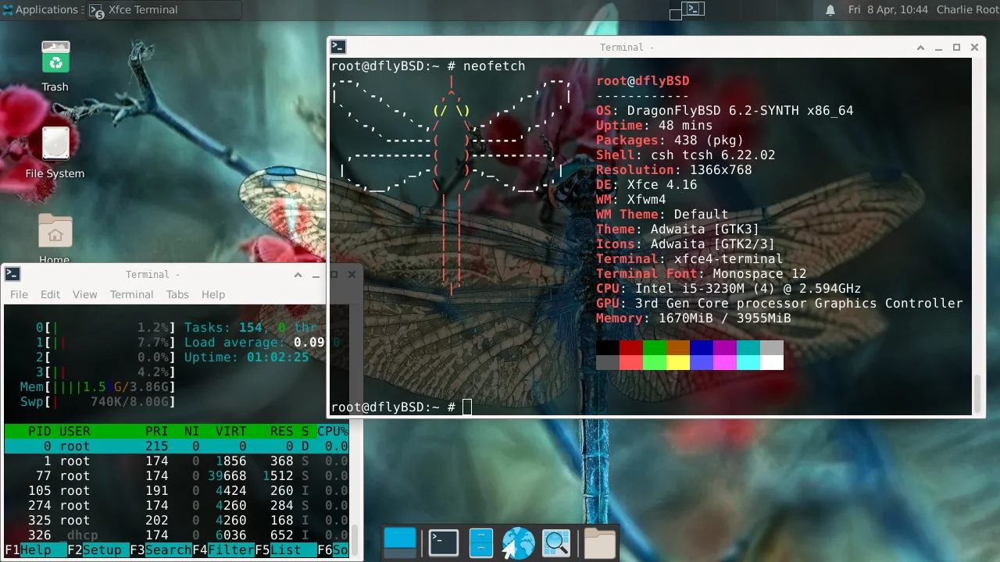 Applications
Xfce Terminal
5
Fri 8 Apr, 10:44 Charlie Root
Trash
File System
Home
Terminal -
root@dflyBSD:~ # neofetch
root@dflyBSD
------------
OS: DragonFlyBSD 6.2-SYNTH x86_64
Uptime: 48 mins
Packages: 438 (pkg)
Shell: csh tcsh 6.22.02
Resolution: 1366x768
DE: Xfce 4.16
WM: Xfwm4
WM Theme: Default
Theme: Adwaita [GTK3]
Icons: Adwaita [GTK2/3]
Terminal: xfce4-terminal
Terminal Font: Monospace 12
CPU: Intel i5-3230M (4) @ 2.594GHz
GPU: 3rd Gen Core processor Graphics Controller
Memory: 1670MiB / 3955MiB
root@dflyBSD:~ #
Terminal -
File Edit View Terminal Tabs Help
0[| 1.2%] Tasks: 154, 0 thr
1[|| 7.7%] Load average: 0.09 0
2[ 0.0%] Uptime: 01:02:25
3[|| 4.2%]
Mem[||||1.5 G/3.86G]
Swp[| 740K/8.00G]
PID USER PRI NI VIRT RES S CPU%
0 root 215 0 0 0 D 0.0
1 root 174 0 1856 368 S 0.0
77 root 174 0 39668 1512 S 0.0
105 root 191 0 4424 260 I 0.0
274 root 174 0 4260 284 S 0.0
325 root 202 0 4260 168 I 0.0
326 _dhcp 174 0 6036 652 I 0.0
F1Help F2Setup F3SearchF4FilterF5List F6So